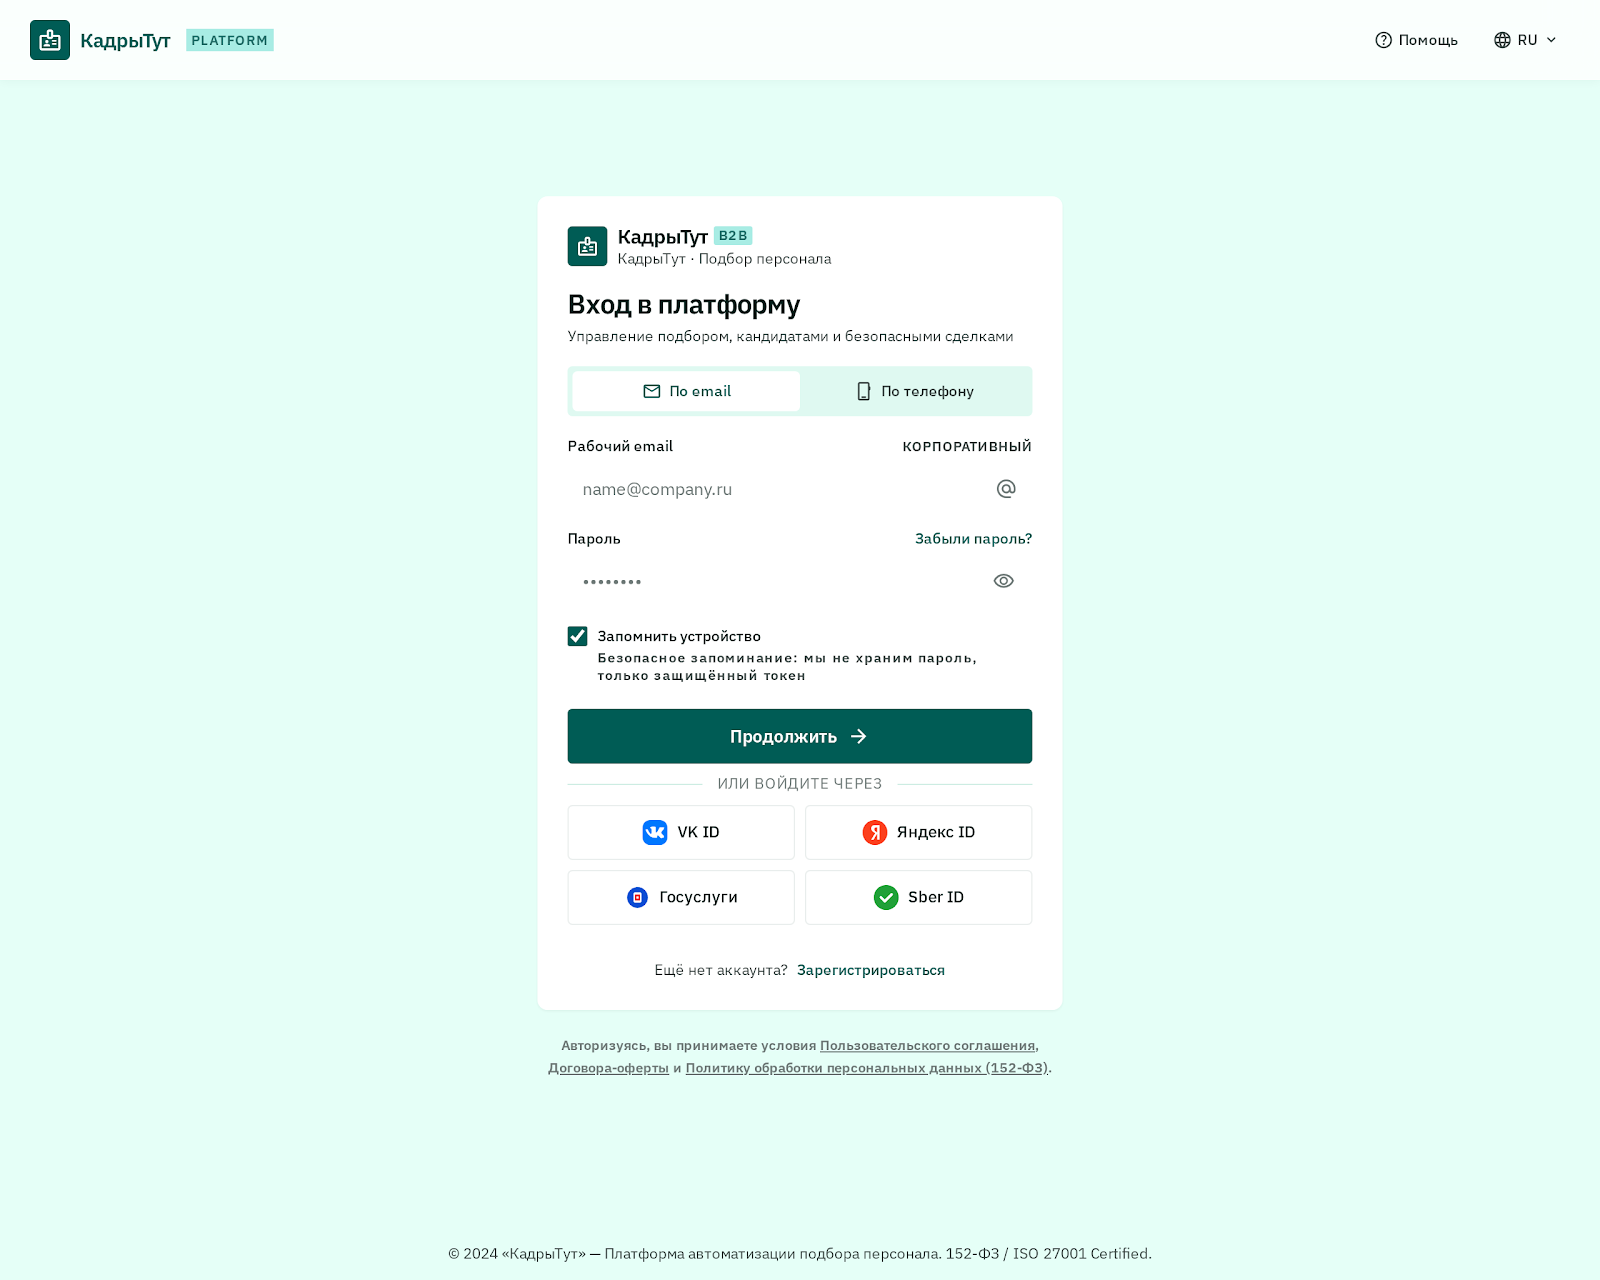 КадрыТут PLATFORM
Помощь
RU
КадрыТут B2B
КадрыТут · Подбор персонала
Вход в платформу
Управление подбором, кандидатами и безопасными сделками
По email
По телефону
Рабочий email
КОРПОРАТИВНЫЙ
name@company.ru
Пароль
Забыли пароль?
••••••••
Запомнить устройство
Безопасное запоминание: мы не храним пароль,
только защищённый токен
Продолжить
ИЛИ ВОЙДИТЕ ЧЕРЕЗ
VK ID
Яндекс ID
Госуслуги
Sber ID
Ещё нет аккаунта? Зарегистрироваться
Авторизуясь, вы принимаете условия Пользовательского соглашения,
Договора-оферты и Политику обработки персональных данных (152-ФЗ).
© 2024 «КадрыТут» — Платформа автоматизации подбора персонала. 152-ФЗ / ISO 27001 Certified.